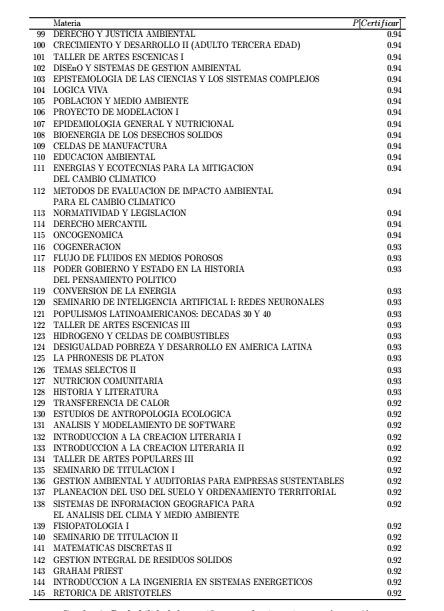 Materia P[Certificar]
99 DERECHO Y JUSTICIA AMBIENTAL 0.94
100 CRECIMIENTO Y DESARROLLO II (ADULTO TERCERA EDAD) 0.94
101 TALLER DE ARTES ESCENICAS I 0.94
102 DISEnO Y SISTEMAS DE GESTION AMBIENTAL 0.94
103 EPISTEMOLOGIA DE LAS CIENCIAS Y LOS SISTEMAS COMPLEJOS 0.94
104 LOGICA VIVA 0.94
105 POBLACION Y MEDIO AMBIENTE 0.94
106 PROYECTO DE MODELACION I 0.94
107 EPIDEMIOLOGIA GENERAL Y NUTRICIONAL 0.94
108 BIOENERGIA DE LOS DESECHOS SOLIDOS 0.94
109 CELDAS DE MANUFACTURA 0.94
110 EDUCACION AMBIENTAL 0.94
111 ENERGIAS Y ECOTECNIAS PARA LA MITIGACION 0.94
DEL CAMBIO CLIMATICO
112 METODOS DE EVALUACION DE IMPACTO AMBIENTAL 0.94
PARA EL CAMBIO CLIMATICO
113 NORMATIVIDAD Y LEGISLACION 0.94
114 DERECHO MERCANTIL 0.94
115 ONCOGENOMICA 0.94
116 COGENERACION 0.93
117 FLUJO DE FLUIDOS EN MEDIOS POROSOS 0.93
118 PODER GOBIERNO Y ESTADO EN LA HISTORIA 0.93
DEL PENSAMIENTO POLITICO
119 CONVERSION DE LA ENERGIA 0.93
120 SEMINARIO DE INTELIGENCIA ARTIFICIAL I: REDES NEURONALES 0.93
121 POPULISMOS LATINOAMERICANOS: DECADAS 30 Y 40 0.93
122 TALLER DE ARTES ESCENICAS III 0.93
123 HIDROGENO Y CELDAS DE COMBUSTIBLES 0.93
124 DESIGUALDAD POBREZA Y DESARROLLO EN AMERICA LATINA 0.93
125 LA PHRONESIS DE PLATON 0.93
126 TEMAS SELECTOS II 0.93
127 NUTRICION COMUNITARIA 0.93
128 HISTORIA Y LITERATURA 0.93
129 TRANSFERENCIA DE CALOR 0.92
130 ESTUDIOS DE ANTROPOLOGIA ECOLOGICA 0.92
131 ANALISIS Y MODELAMIENTO DE SOFTWARE 0.92
132 INTRODUCCION A LA CREACION LITERARIA I 0.92
133 INTRODUCCION A LA CREACION LITERARIA II 0.92
134 TALLER DE ARTES POPULARES III 0.92
135 SEMINARIO DE TITULACION I 0.92
136 GESTION AMBIENTAL Y AUDITORIAS PARA EMPRESAS SUSTENTABLES 0.92
137 PLANEACION DEL USO DEL SUELO Y ORDENAMIENTO TERRITORIAL 0.92
138 SISTEMAS DE INFORMACION GEOGRAFICA PARA 0.92
EL ANALISIS DEL CLIMA Y MEDIO AMBIENTE
139 FISIOPATOLOGIA I 0.92
140 SEMINARIO DE TITULACION II 0.92
141 MATEMATICAS DISCRETAS II 0.92
142 GESTION INTEGRAL DE RESIDUOS SOLIDOS 0.92
143 GRAHAM PRIEST 0.92
144 INTRODUCCION A LA INGENIERIA EN SISTEMAS ENERGETICOS 0.92
145 RETORICA DE ARISTOTELES 0.92